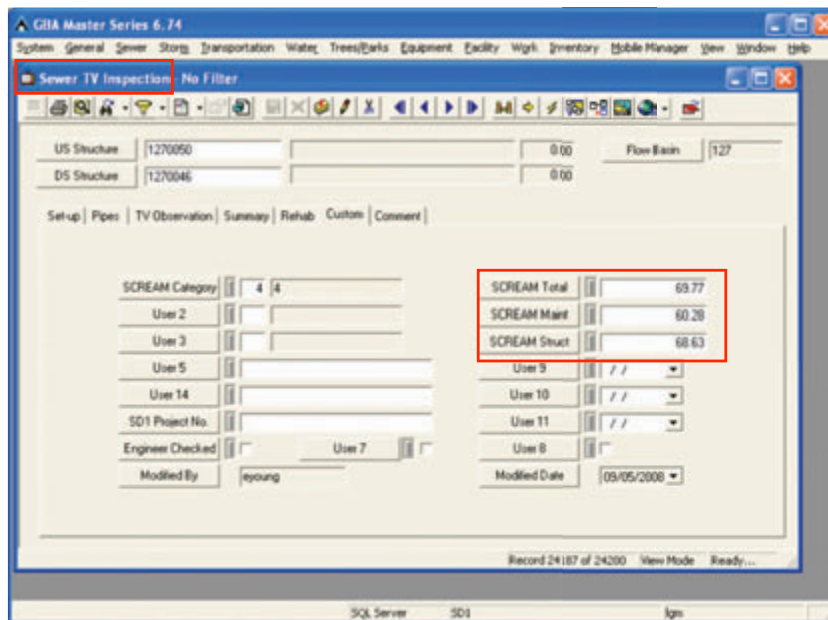 GBA Master Series 6.74
System General Sewer Storm Transportation Water Trees/Parks Equipment Facility Work Inventory Mobile Manager View Window Help
Sewer TV Inspection - No Filter
US Structure 1270050 0.00 Flow Basin 127
DS Structure 1270046 0.00
Set-up Pipes TV Observation Summary Rehab Custom Comment
SCREAM Category 4 4 SCREAM Total 69.77
User 2 SCREAM Maint 60.28
User 3 SCREAM Struct 68.63
User 5 User 9 / /
User 14 User 10 / /
SD1 Project No. User 11 / /
Engineer Checked User 7 User 8
Modified By eyoung Modified Date 09/05/2008
Record 24187 of 24200 View Mode Ready...
SQL Server SD1 lgm